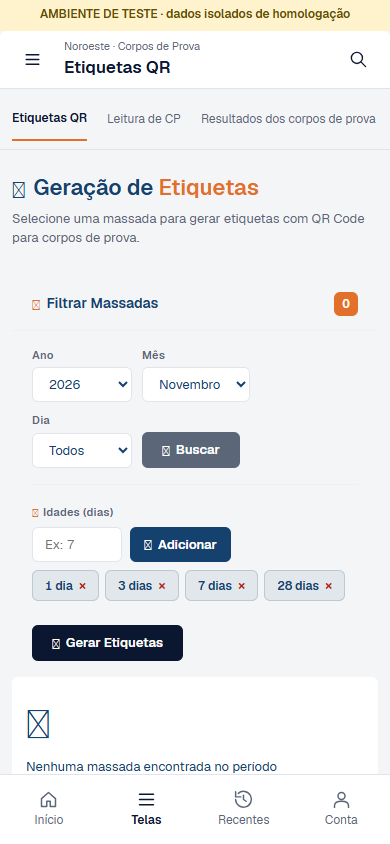 AMBIENTE DE TESTE · dados isolados de homologação
Noroeste · Corpos de Prova
Etiquetas QR
Etiquetas QR
Leitura de CP
Resultados dos corpos de prova
Geração de Etiquetas
Selecione uma massada para gerar etiquetas com QR Code
para corpos de prova.
Filtrar Massadas
0
Ano
Mês
2026
Novembro
Dia
Todos
Buscar
Idades (dias)
Ex: 7
Adicionar
1 dia ×
3 dias ×
7 dias ×
28 dias ×
Gerar Etiquetas
Nenhuma massada encontrada no período
Início
Telas
Recentes
Conta